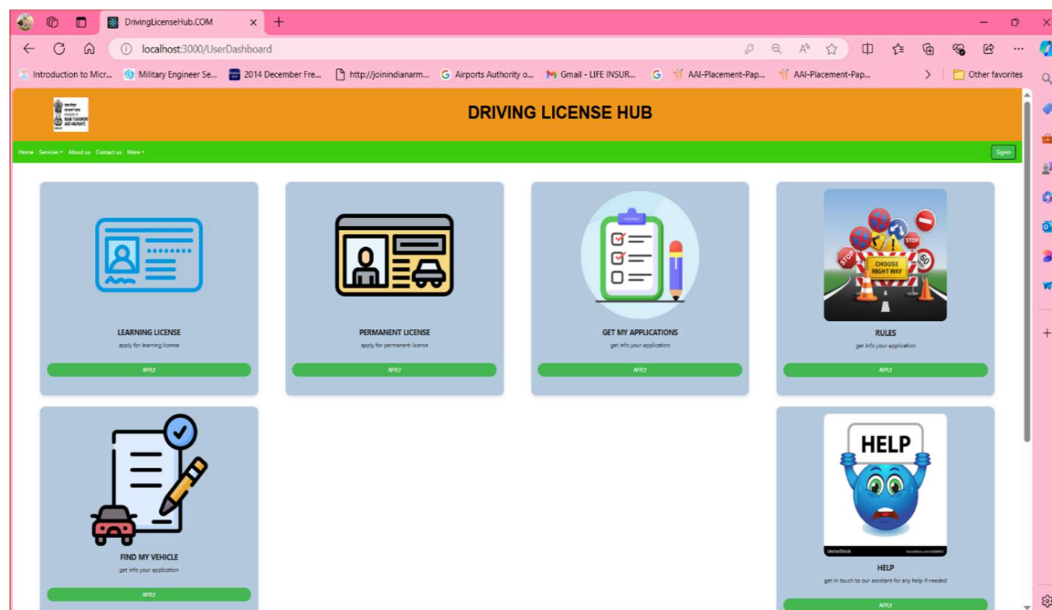 DrivingLicenseHub.COM
localhost:3000/UserDashboard
Introduction to Micr... Military Engineer Se... 2014 December Fre... http://joinindianarm... Airports Authority o... Gmail - LIFE INSUR... AAI-Placement-Pap... AAI-Placement-Pap... Other favorites
DRIVING LICENSE HUB
Home Services About us Contact us More Signin
LEARNING LICENSE
apply for learning license
APPLY
PERMANENT LICENSE
apply for permanent license
APPLY
GET MY APPLICATIONS
get info your application
APPLY
STOP
STOP
60
CHOOSE
RIGHT WAY
RULES
get info your application
APPLY
FIND MY VEHICLE
get info your application
APPLY
HELP
VectorStock
HELP
get in touch to our assistant for any help if needed
APPLY